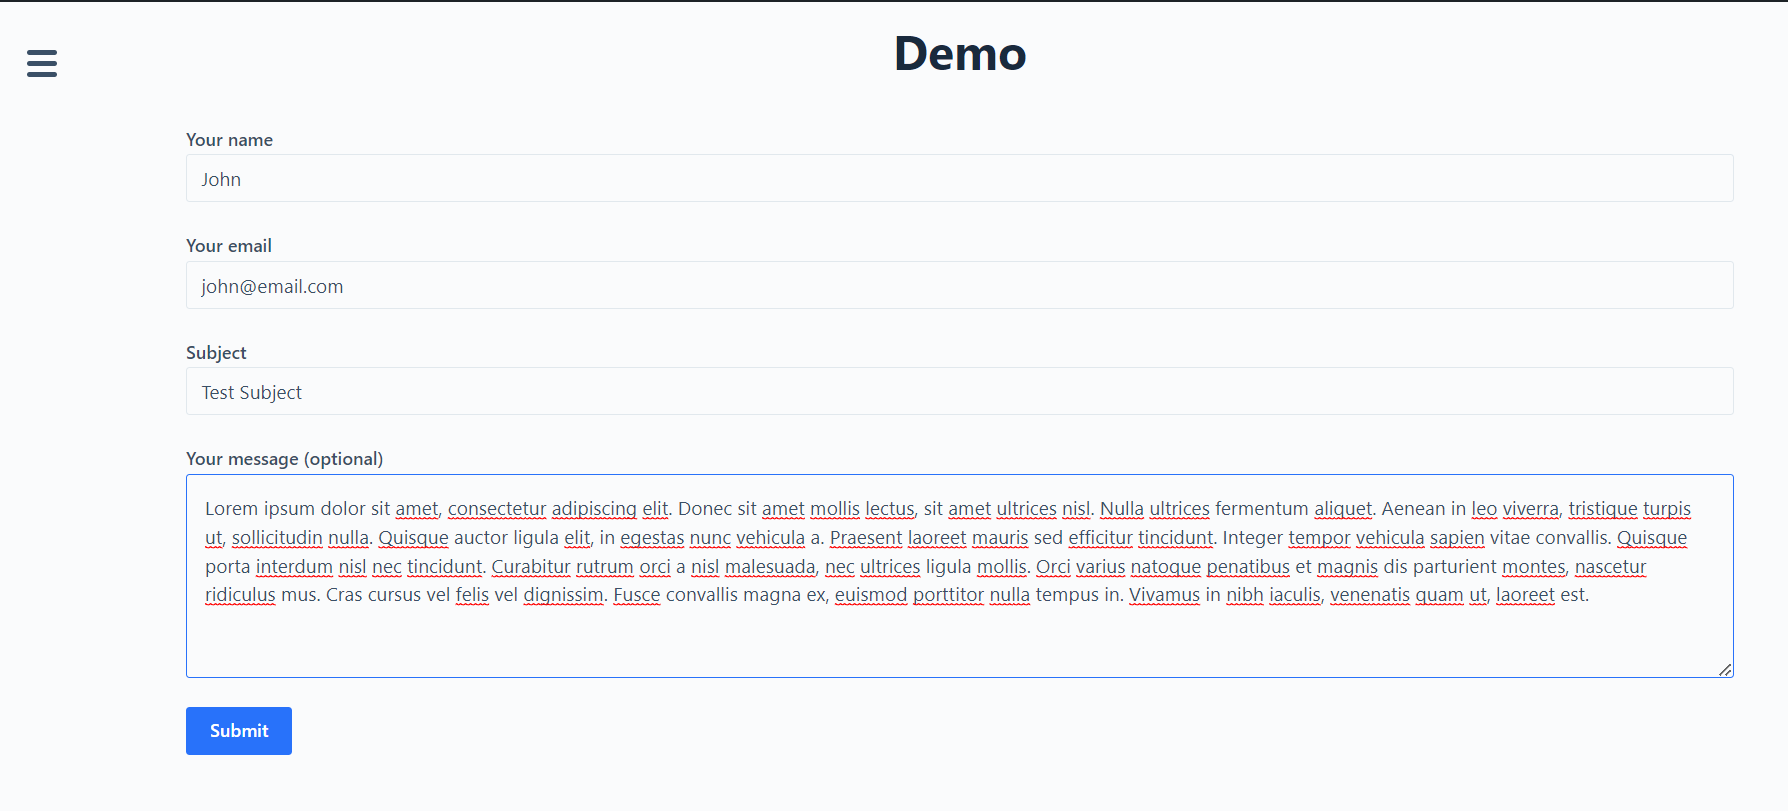 Demo
Your name
John
Your email
john@email.com
Subject
Test Subject
Your message (optional)
Lorem ipsum dolor sit amet, consectetur adipiscing elit. Donec sit amet mollis lectus, sit amet ultrices nisl. Nulla ultrices fermentum aliquet. Aenean in leo viverra, tristique turpis
ut, sollicitudin nulla. Quisque auctor ligula elit, in egestas nunc vehicula a. Praesent laoreet mauris sed efficitur tincidunt. Integer tempor vehicula sapien vitae convallis. Quisque
porta interdum nisl nec tincidunt. Curabitur rutrum orci a nisl malesuada, nec ultrices ligula mollis. Orci varius natoque penatibus et magnis dis parturient montes, nascetur
ridiculus mus. Cras cursus vel felis vel dignissim. Fusce convallis magna ex, euismod porttitor nulla tempus in. Vivamus in nibh iaculis, venenatis quam ut, laoreet est.
Submit